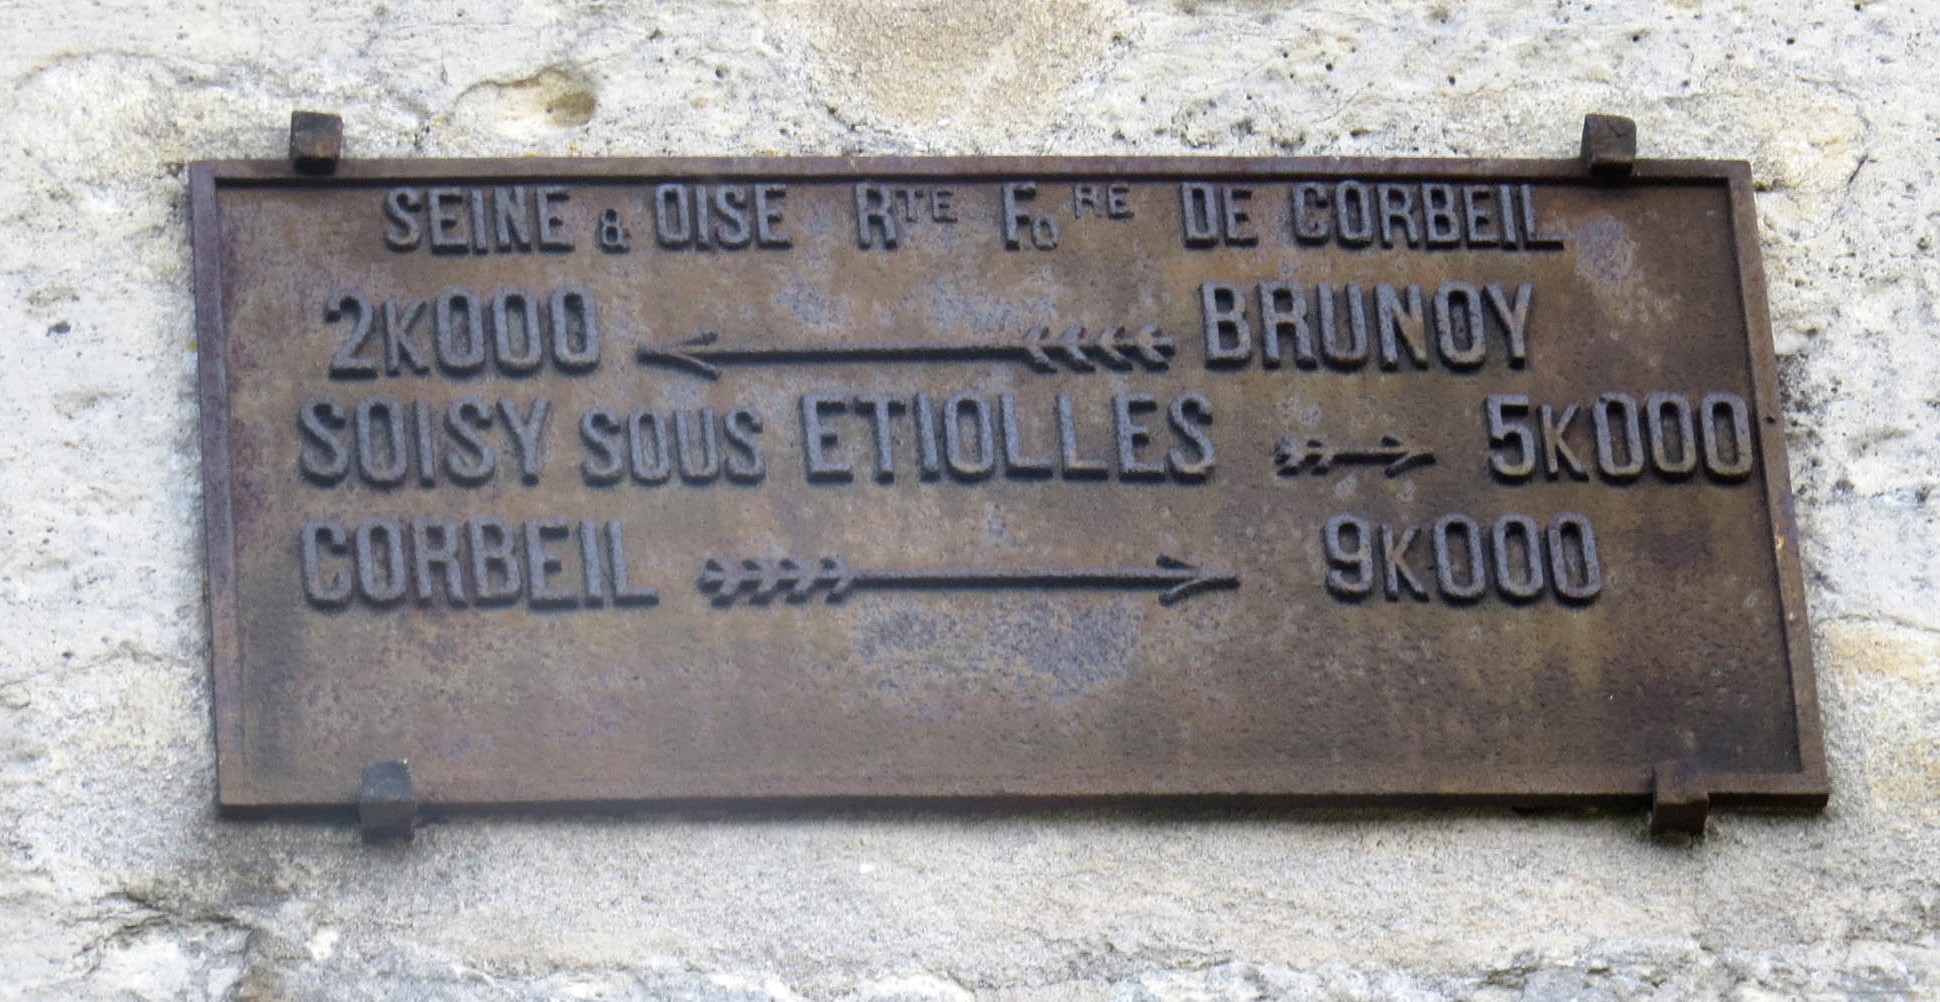 SEINE & OISE RTE FoRE DE CORBEIL
2K000 BRUNOY
SOISY SOUS ETIOLLES 5K000
CORBEIL 9K000